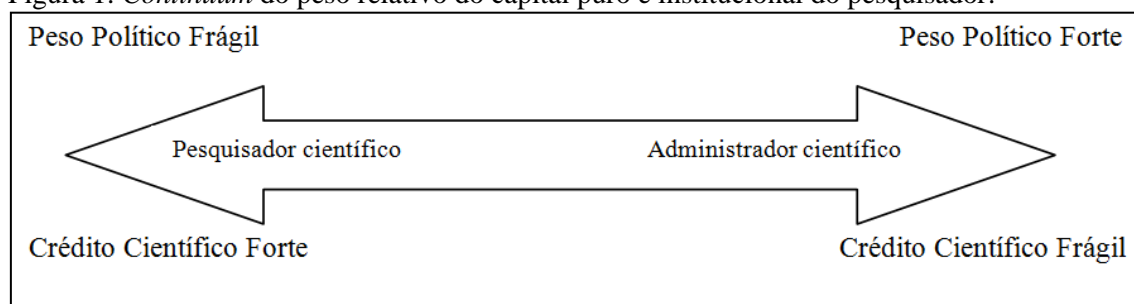 Figura 1: Continuum do peso relativo do capital puro e institucional do pesquisador.
Peso Político Frágil Peso Político Forte
Pesquisador científico Administrador científico
Crédito Científico Forte Crédito Científico Frágil